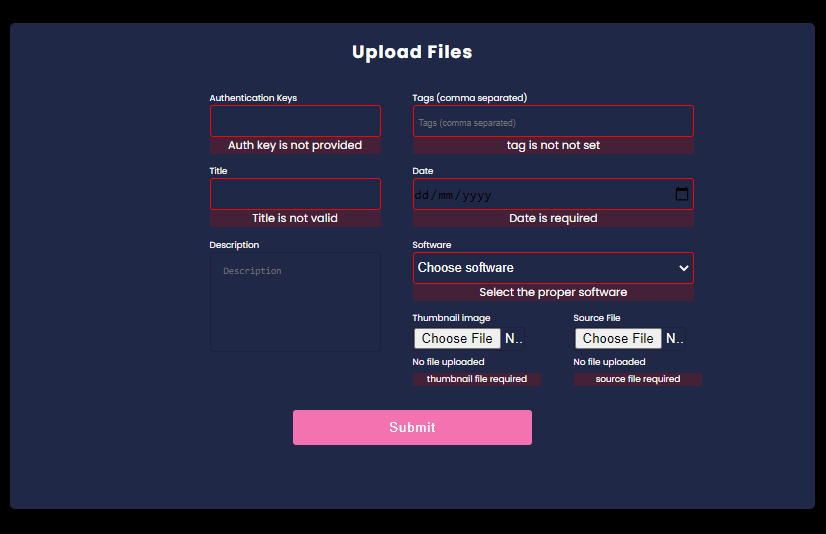 Upload Files
Authentication Keys
Auth key is not provided
Title
Title is not valid
Description
Description
Tags (comma separated)
Tags (comma separated)
tag is not not set
Date
dd/mm/yyyy
Date is required
Software
Choose software
Select the proper software
Thumbnail image
Choose File N..
No file uploaded
thumbnail file required
Source File
Choose File N..
No file uploaded
source file required
Submit